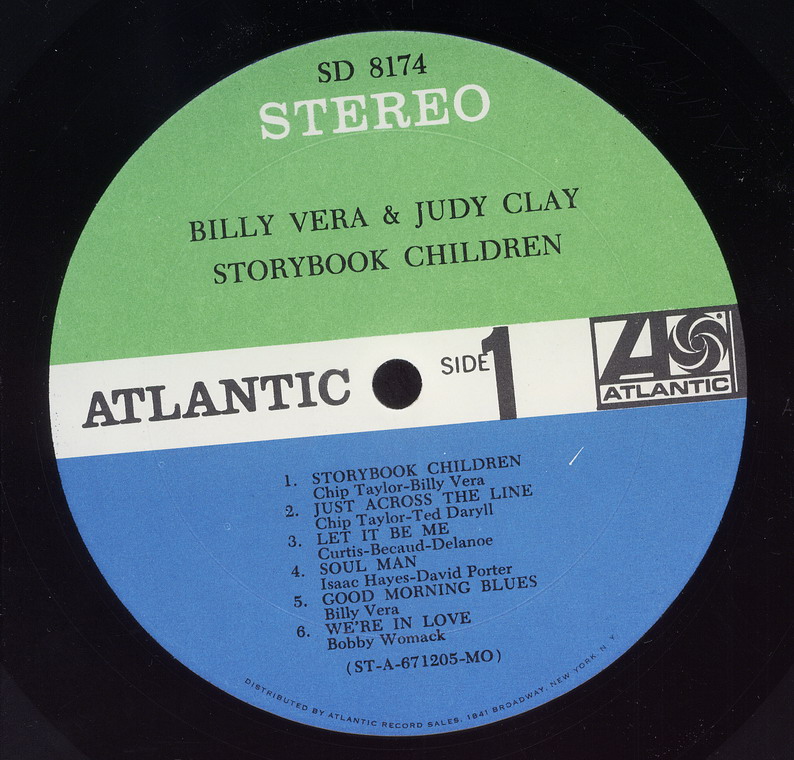 SD 8174
STEREO
BILLY VERA & JUDY CLAY
STORYBOOK CHILDREN
ATLANTIC
SIDE 1
ATLANTIC
1. STORYBOOK CHILDREN
Chip Taylor-Billy Vera
2. JUST ACROSS THE LINE
Chip Taylor-Ted Daryll
3. LET IT BE ME
Curtis-Becaud-Delanoe
4. SOUL MAN
Isaac Hayes-David Porter
5. GOOD MORNING BLUES
Billy Vera
6. WE'RE IN LOVE
Bobby Womack
(ST-A-671205-MO)
DISTRIBUTED BY ATLANTIC RECORD SALES, 1841 BROADWAY, NEW YORK, N. Y.